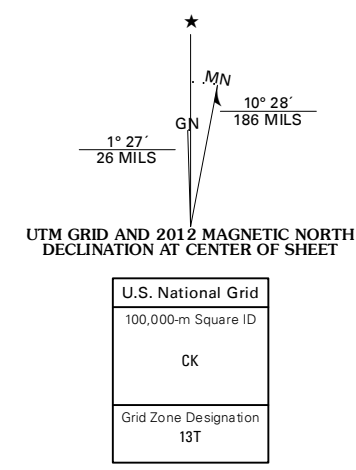 ★
MN
10° 28´
186 MILS
GN
1° 27´
26 MILS
UTM GRID AND 2012 MAGNETIC NORTH
DECLINATION AT CENTER OF SHEET
U.S. National Grid
100,000-m Square ID
CK
Grid Zone Designation
13T